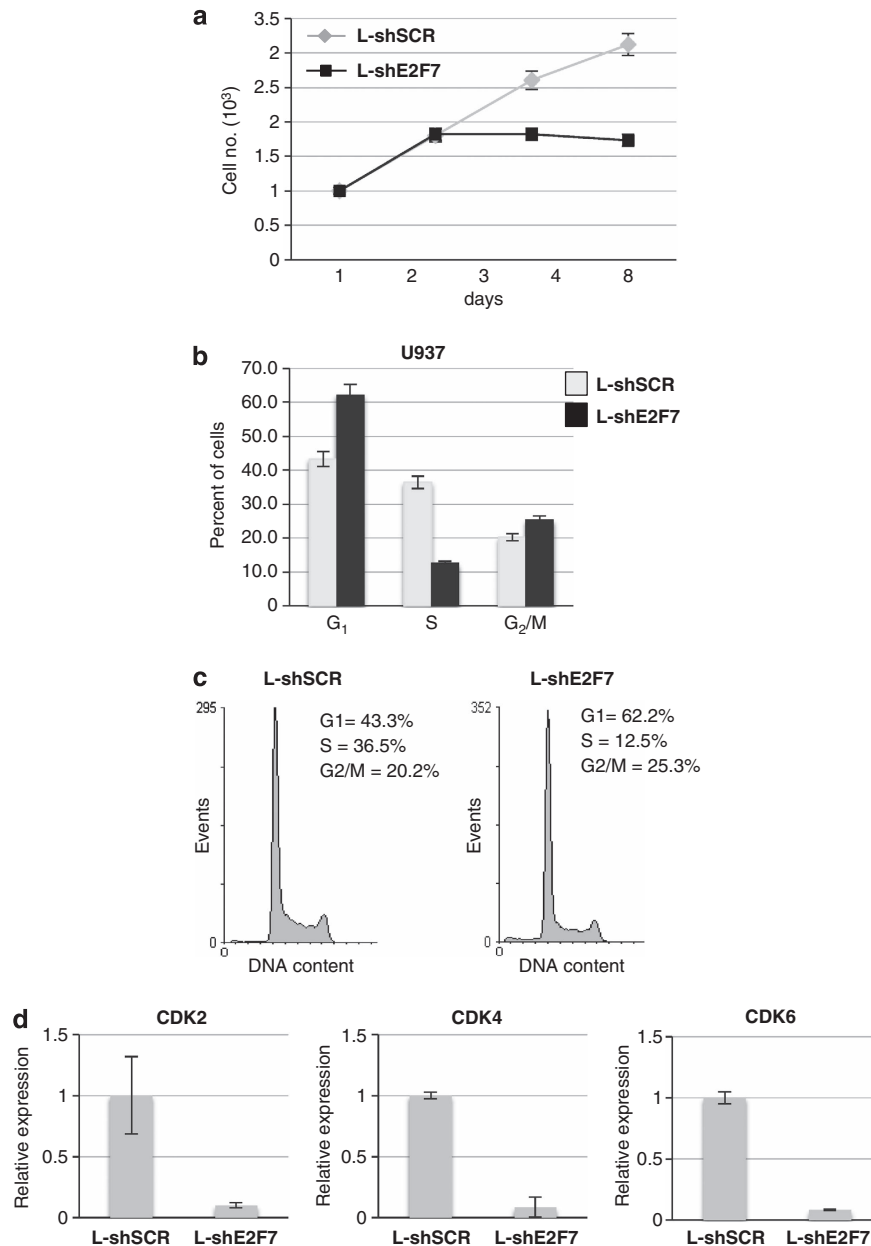 a
L-shSCR
L-shE2F7
Cell no. (10³)
3.5
2
2.5
2
1.5
1
0.5
0
1 2 3 4 8
days
b
U937
L-shSCR
L-shE2F7
Percent of cells
70.0
60.0
50.0
40.0
30.0
20.0
10.0
0
G₁ S G₂/M
c
L-shSCR
295
G1= 43.3%
S = 36.5%
G2/M = 20.2%
Events
0
0
DNA content
L-shE2F7
352
G1= 62.2%
S = 12.5%
G2/M = 25.3%
Events
0
0
DNA content
d
CDK2
Relative expression
1.5
1
0.5
0
L-shSCR L-shE2F7
CDK4
Relative expression
1.5
1
0.5
0
L-shSCR L-shE2F7
CDK6
Relative expression
1.5
1
0.5
0
L-shSCR L-shE2F7